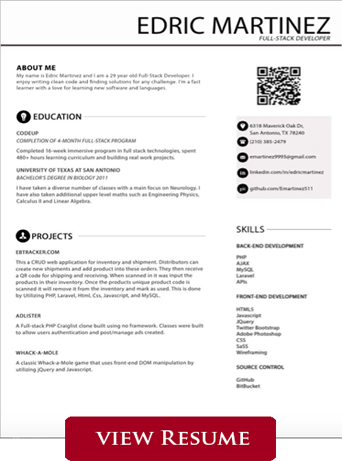 EDRIC MARTINEZ
FULL-STACK DEVELOPER
ABOUT ME
My name is Edric Martinez and I am a 29 year old Full-Stack Developer. I
enjoy writing clean code and finding solutions for any challenge. I'm a fast
learner with a love for learning new software and languages.
EDUCATION
CODEUP
COMPLETION OF 4-MONTH FULL-STACK PROGRAM
Completed 16-week immersive program in full stack technologies, spent
480+ hours learning curriculum and building real work projects.
UNIVERSITY OF TEXAS AT SAN ANTONIO
BACHELOR'S DEGREE IN BIOLOGY 2011
I have taken a diverse number of classes with a main focus on Neurology. I
have also taken additional upper level maths such as Engineering Physics,
Calculus II and Linear Algebra.
PROJECTS
EBTRACKER.COM
This a CRUD web application for inventory and shipment. Distributors can
create new shipments and add product into these orders. They then receive
a QR code for shipping and receiving. When scanned in it was input the
products in their inventory. Once the products unique product code is
scanned it will remove it from the inventory and mark as used. This is done
by Utilizing PHP, Laravel, Html, Css, Javascript, and MySQL.
ADLISTER
A Full-stack PHP Craiglist clone built using no framework. Classes were built
to allow users authentication and post/manage ads created.
WHACK-A-MOLE
A classic Whack-a-Mole game that uses front-end DOM manipulation by
utilizing jQuery and Javascript.
6318 Maverick Oak Dr,
San Antonio, TX 78240
(210) 385-2479
emartinez9993@gmail.com
linkedin.com/in/edricmartinez
github.com/Emartinez511
SKILLS
BACK-END DEVELOPMENT
PHP
AJAX
MySQL
Laravel
APIs
FRONT-END DEVELOPMENT
HTML5
Javascript
JQuery
Twitter Bootstrap
Adobe Photoshop
CSS
SaSS
Wireframing
SOURCE CONTROL
GitHub
BitBucket
VIEW RESUME